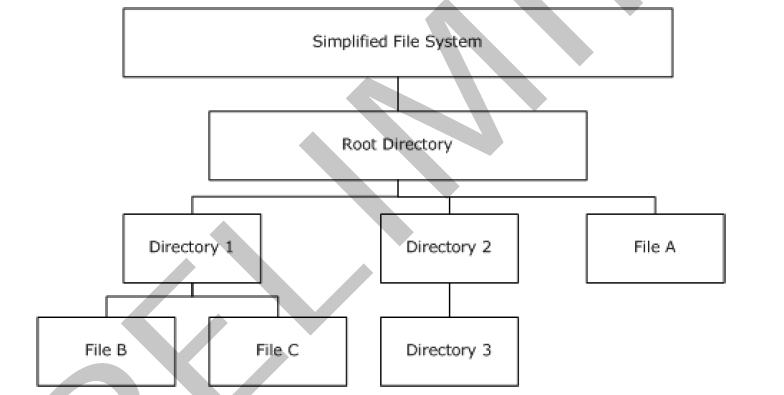 Simplified File System
Root Directory
Directory 1
Directory 2
File A
File B
File C
Directory 3